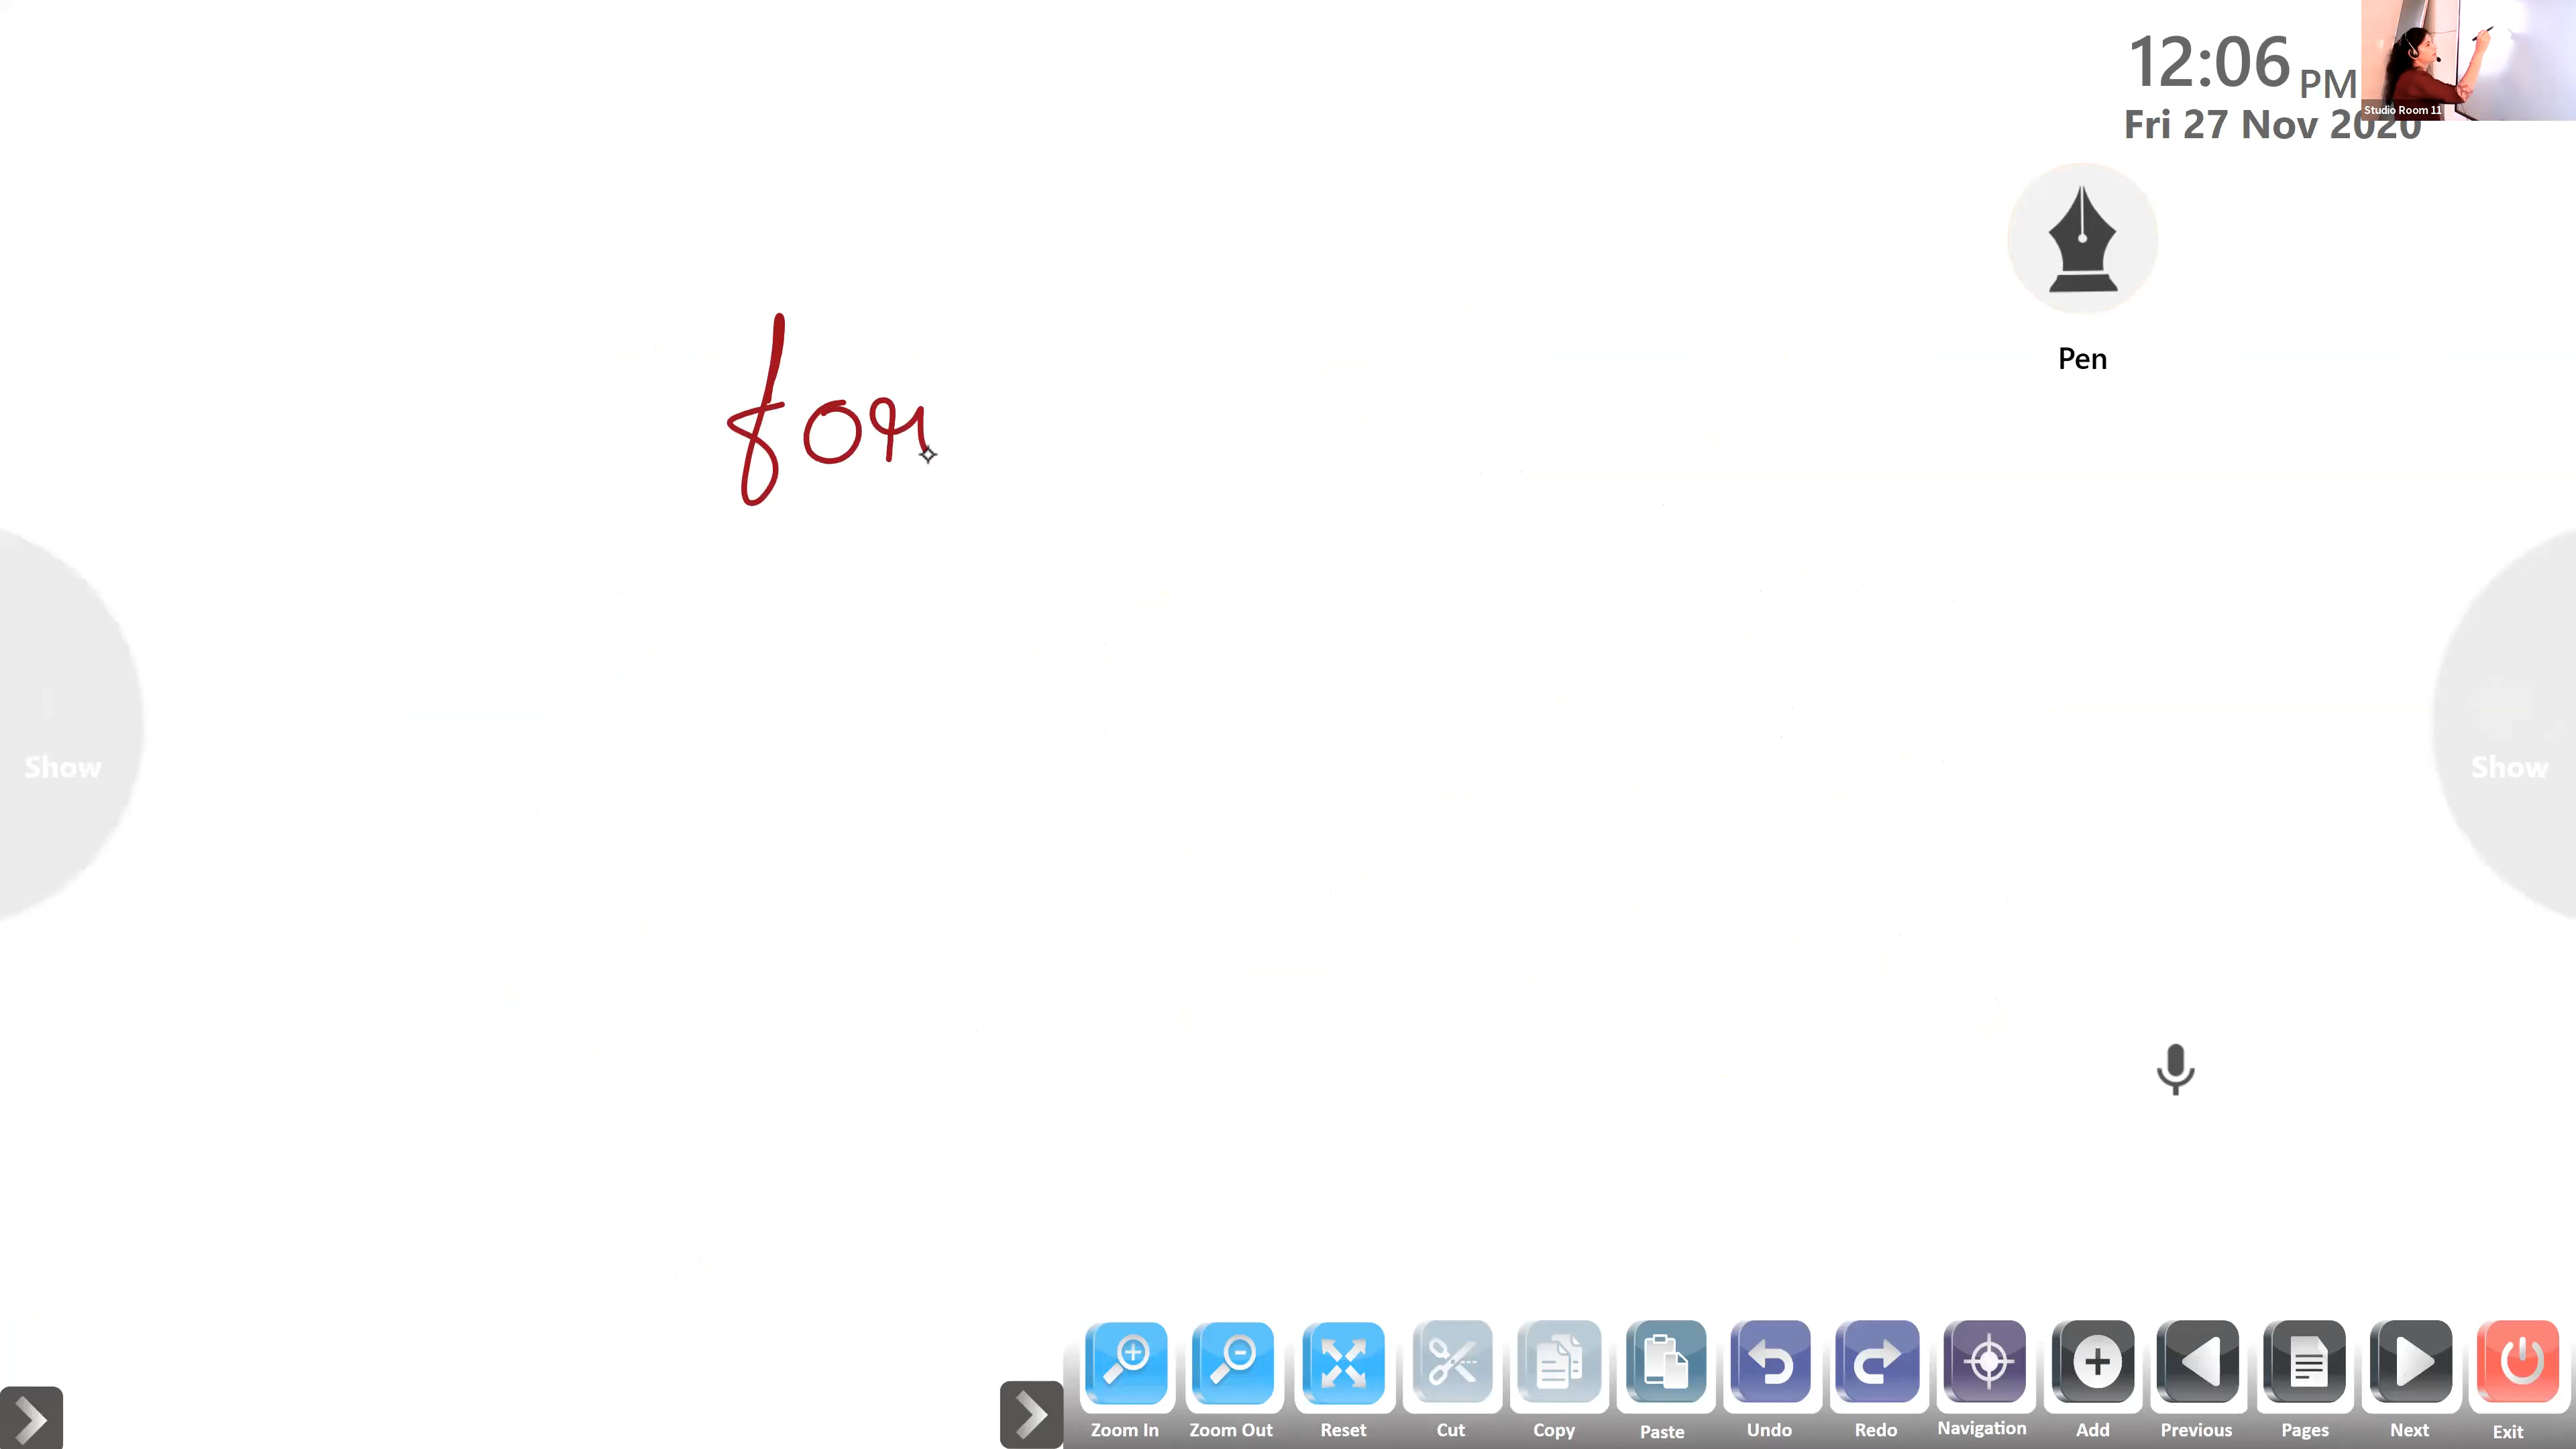 12:06 PM
Studio Room 11
Fri 27 Nov 2020
Pen
for
Show
Show
Zoom In
Zoom Out
Reset
Cut
Copy
Paste
Undo
Redo
Navigation
Add
Previous
Pages
Next
Exit